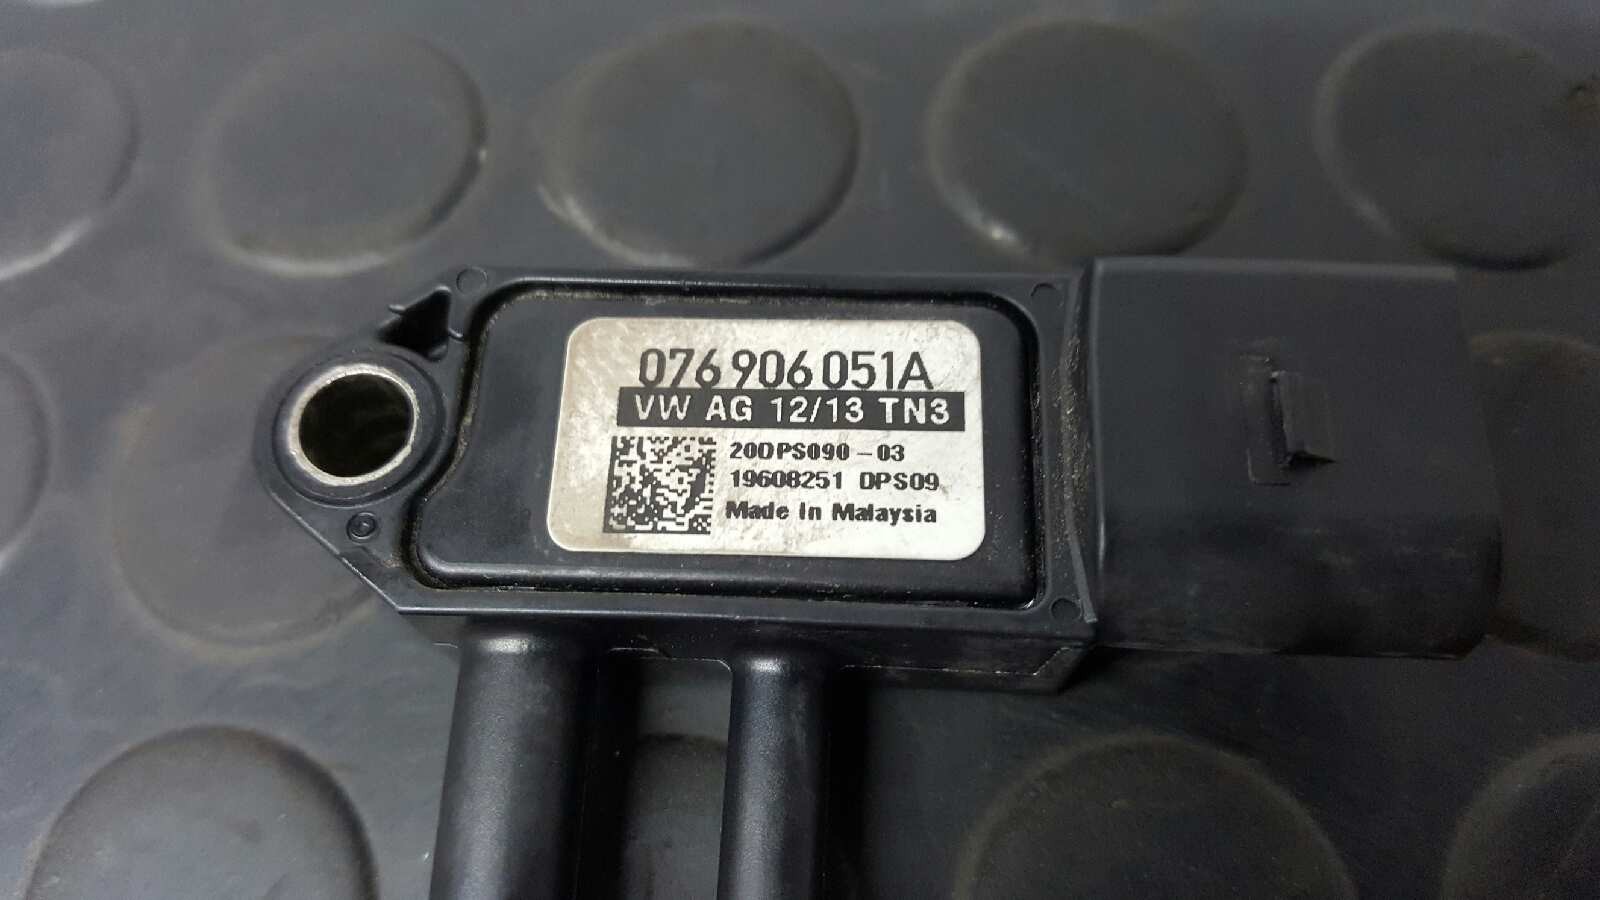 076 906 051A
VW AG 12/13 TN3
20DPS090-03
19608251 DPS09
Made In Malaysia